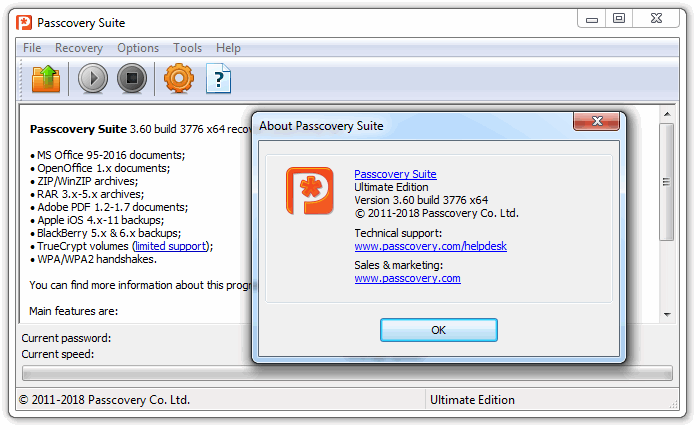 Passcovery Suite
File Recovery Options Tools Help
Passcovery Suite 3.60 build 3776 x64
• MS Office 95-2016 documents;
• OpenOffice 1.x documents;
• ZIP/WinZIP archives;
• RAR 3.x-5.x archives;
• Adobe PDF 1.2-1.7 documents;
• Apple iOS 4.x-11 backups;
• BlackBerry 5.x & 6.x backups;
• TrueCrypt volumes (limited support);
• WPA/WPA2 handshakes.
You can find more information about this
Main features are:
Current password:
Current speed:
© 2011-2018 Passcovery Co. Ltd.
Ultimate Edition
About Passcovery Suite
Passcovery Suite
Ultimate Edition
Version 3.60 build 3776 x64
© 2011-2018 Passcovery Co. Ltd.
Technical support:
www.passcovery.com/helpdesk
Sales & marketing:
www.passcovery.com
OK